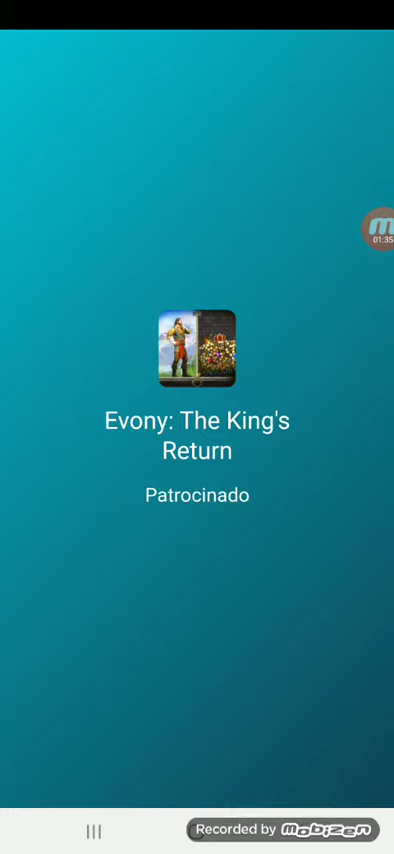 m
01:35
Evony: The King's
Return
Patrocinado
Recorded by mobizen